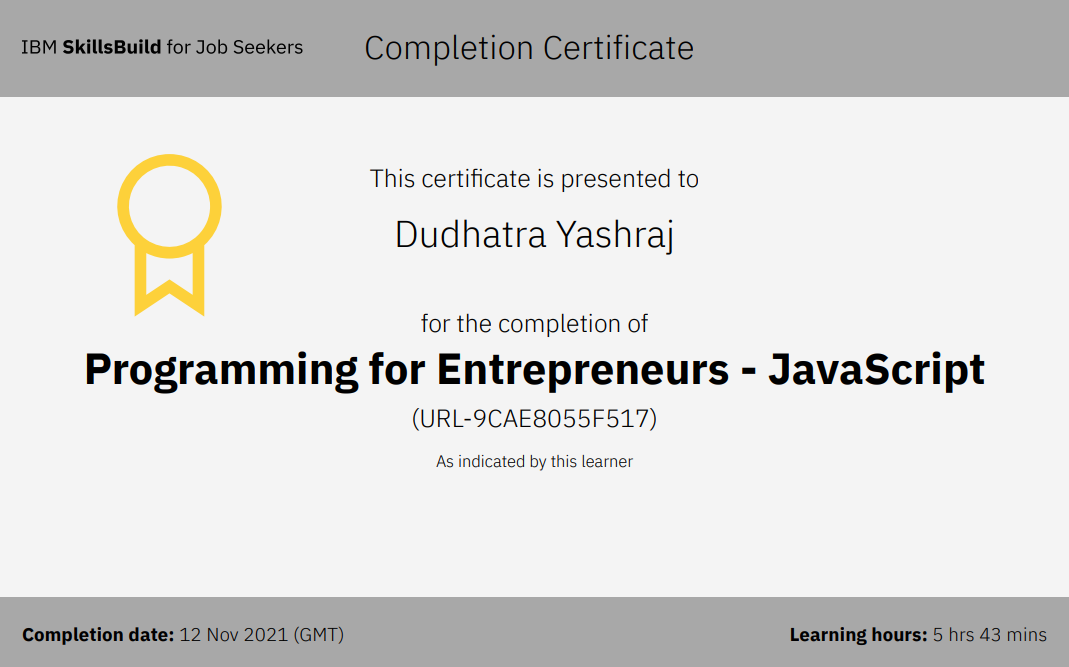 IBM SkillsBuild for Job Seekers
Completion Certificate
This certificate is presented to
Dudhatra Yashraj
for the completion of
Programming for Entrepreneurs - JavaScript
(URL-9CAE8055F517)
As indicated by this learner
Completion date: 12 Nov 2021 (GMT)
Learning hours: 5 hrs 43 mins